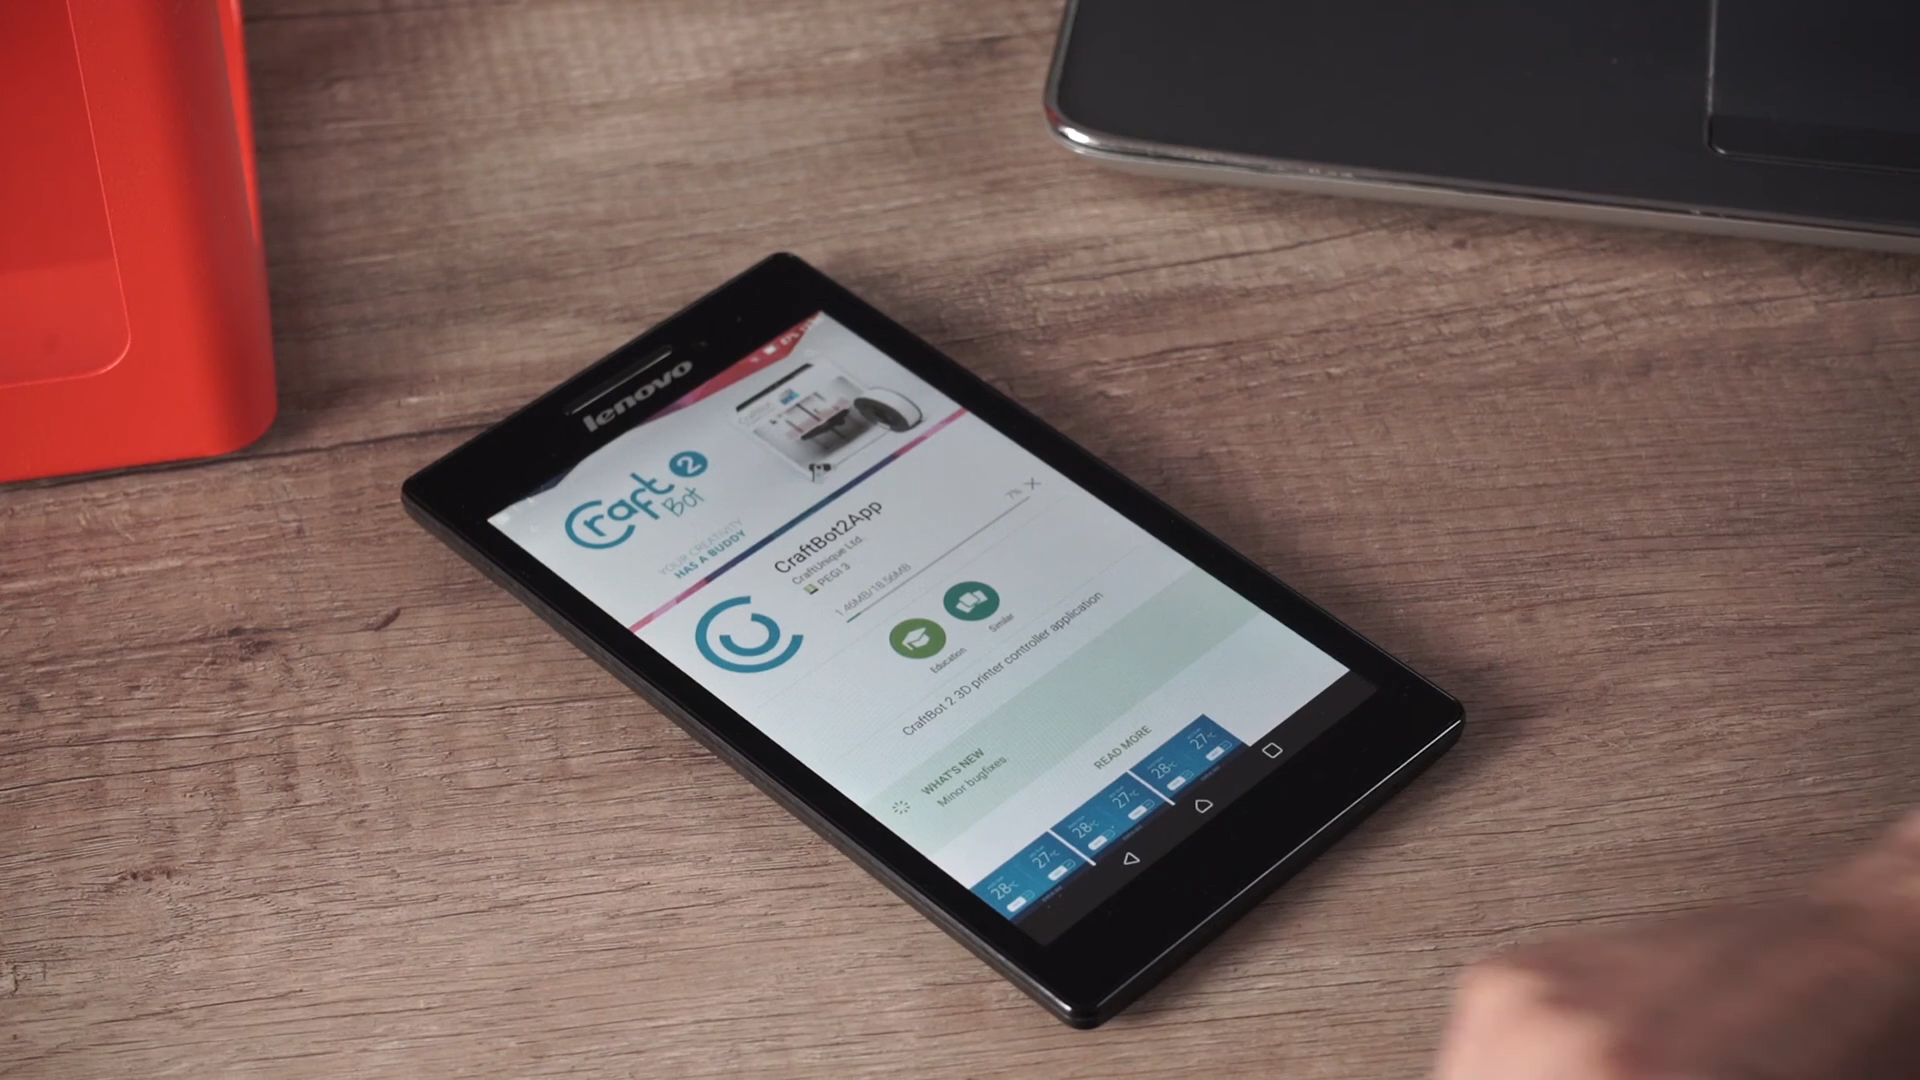 lenovo
Craft 2
Bot
YOUR CREATIVITY
HAS A BUDDY
CraftBot2App
CraftUnique Ltd.
PEGI 3
7%
1.46MB/18.56MB
Education
Similar
CraftBot 2 3D printer controller application
WHAT'S NEW
Minor bugfixes
READ MORE
28°C
27°C
28°C
27°C
28°C
27°C